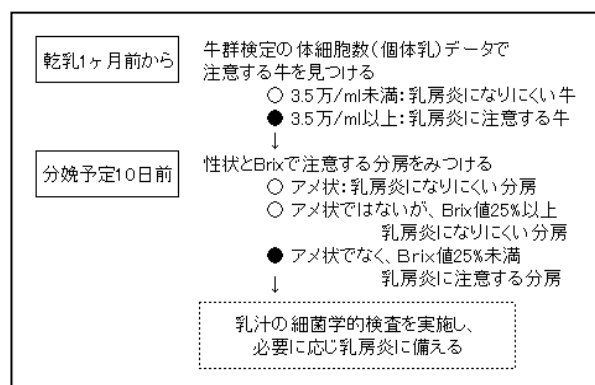 乾乳1ヶ月前から
牛群検定の体細胞数(個体乳)データで
注意する牛を見つける
○ 3.5万/ml未満:乳房炎になりにくい牛
● 3.5万/ml以上:乳房炎に注意する牛
↓
分娩予定10日前
性状とBrixで注意する分房をみつける
○ アメ状:乳房炎になりにくい分房
○ アメ状ではないが、Brix値25%以上
乳房炎になりにくい分房
● アメ状でなく、Brix値25%未満
乳房炎に注意する分房
↓
乳汁の細菌学的検査を実施し、
必要に応じ乳房炎に備える